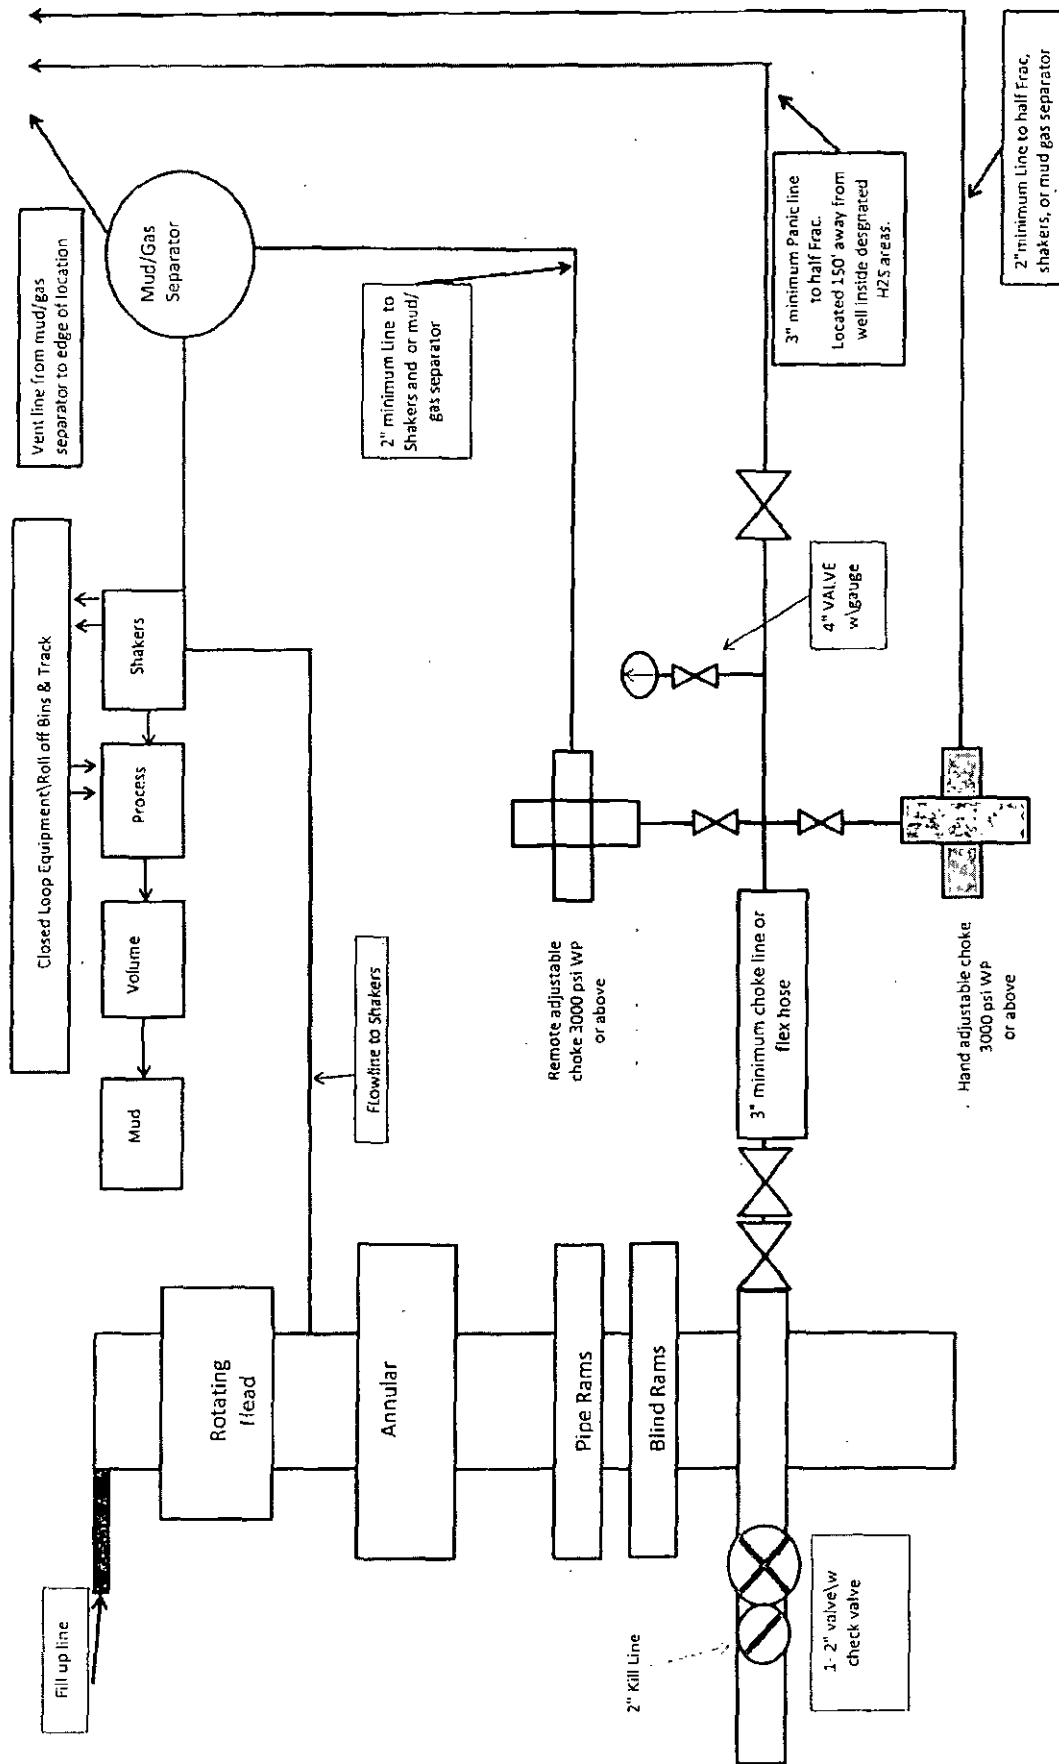 Fill up line
Rotating
Head
Annular
Pipe Rams
Blind Rams
2" Kill Line
1- 2" valve\w
check valve
Closed Loop Equipment\Roll off Bins & Track
Mud
Volume
Process
Shakers
Flowline to Shakers
Vent line from mud/gas
separator to edge of location
Mud/Gas
Separator
2" minimum Line to
Shakers and or mud/
gas separator
Remote adjustable
choke 3000 psi WP
or above
3" minimum choke line or
flex hose
4" VALVE
w\gauge
3" minimum Panic line
to half Frac.
Located 150' away from
well inside desgnated
H2S areas.
Hand adjustable choke
3000 psi WP
or above
2"minimum Line to half Frac,
shakers, or mud gas separator